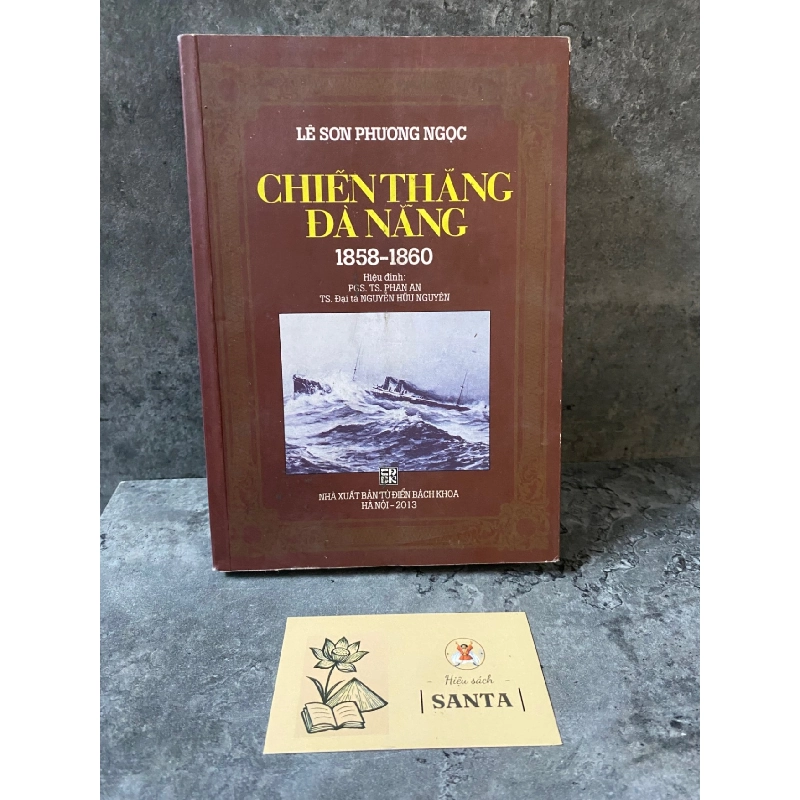 LÊ SƠN PHƯƠNG NGỌC
CHIẾN THẮNG
ĐÀ NẴNG
1858-1860
Hiệu đính:
PGS. TS. PHAN AN
TS. Đại tá NGUYỄN HỮU NGUYÊN
NHÀ XUẤT BẢN TỪ ĐIỂN BÁCH KHOA
HÀ NỘI - 2013
Hiệu sách
SANTA